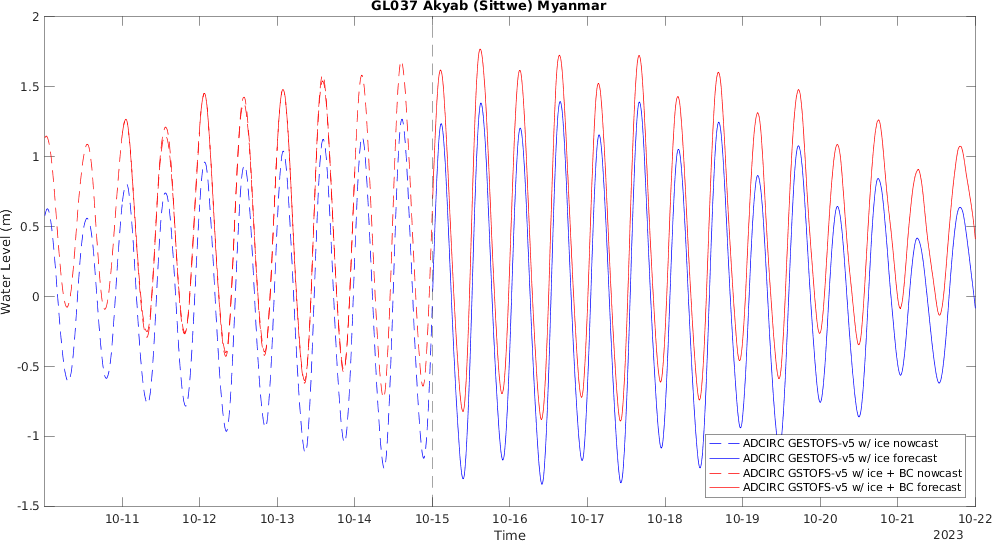 GL037 Akyab (Sittwe) Myanmar
2
1.5
1
0.5
0
-0.5
-1
-1.5
Water Level (m)
ADCIRC GESTOFS-v5 w/ ice nowcast
ADCIRC GESTOFS-v5 w/ ice forecast
ADCIRC GSTOFS-v5 w/ ice + BC nowcast
ADCIRC GSTOFS-v5 w/ ice + BC forecast
10-11 10-12 10-13 10-14 10-15 10-16 10-17 10-18 10-19 10-20 10-21 10-22
Time
2023